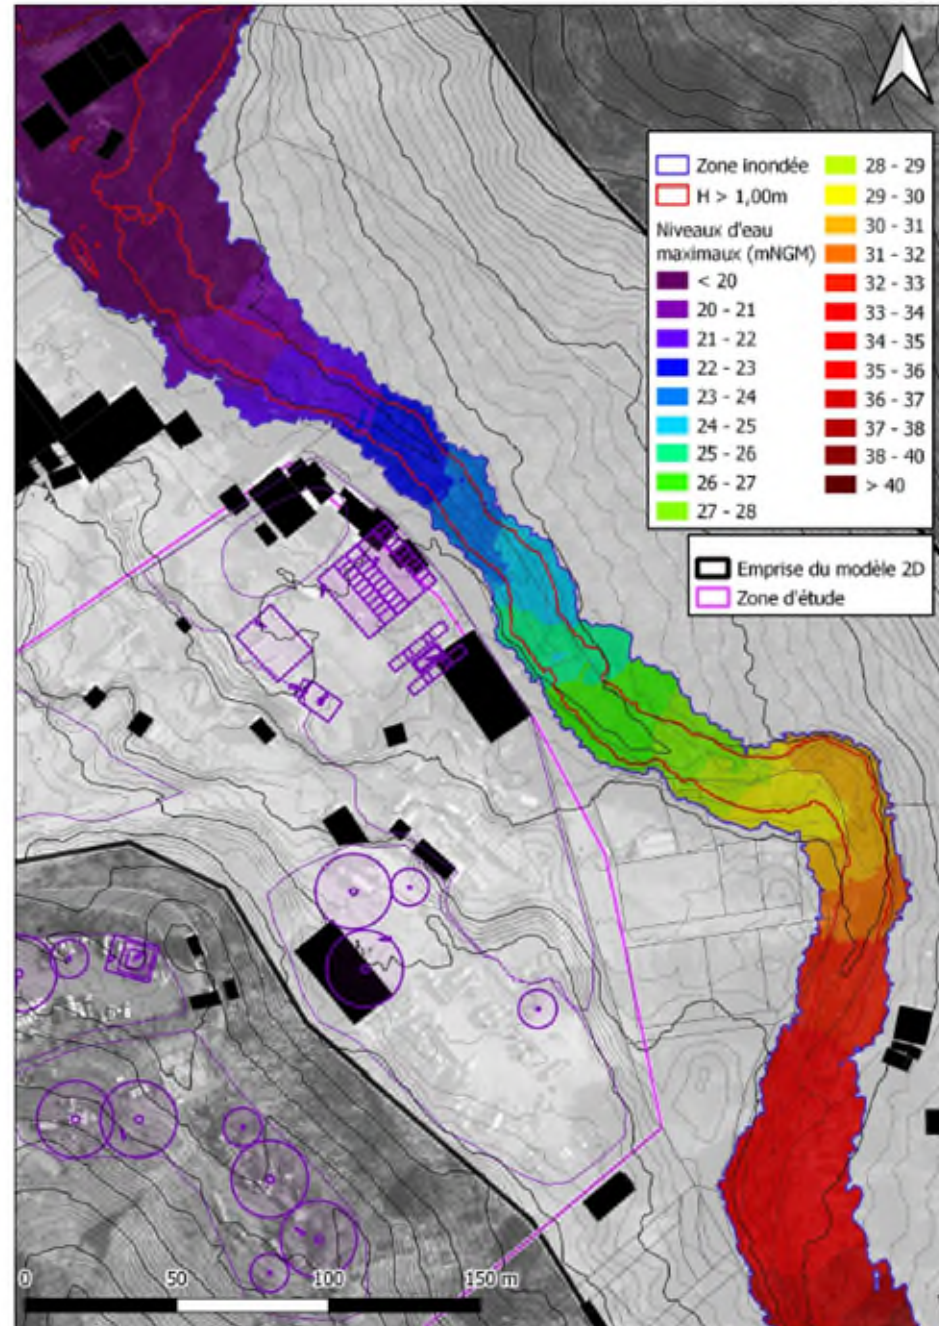 Zone inondée
H > 1,00m
Niveaux d'eau
maximaux (mNGM)
< 20
20 - 21
21 - 22
22 - 23
23 - 24
24 - 25
25 - 26
26 - 27
27 - 28
28 - 29
29 - 30
30 - 31
31 - 32
32 - 33
33 - 34
34 - 35
35 - 36
36 - 37
37 - 38
38 - 40
> 40
Emprise du modèle 2D
Zone d'étude
0 50 100 150 m